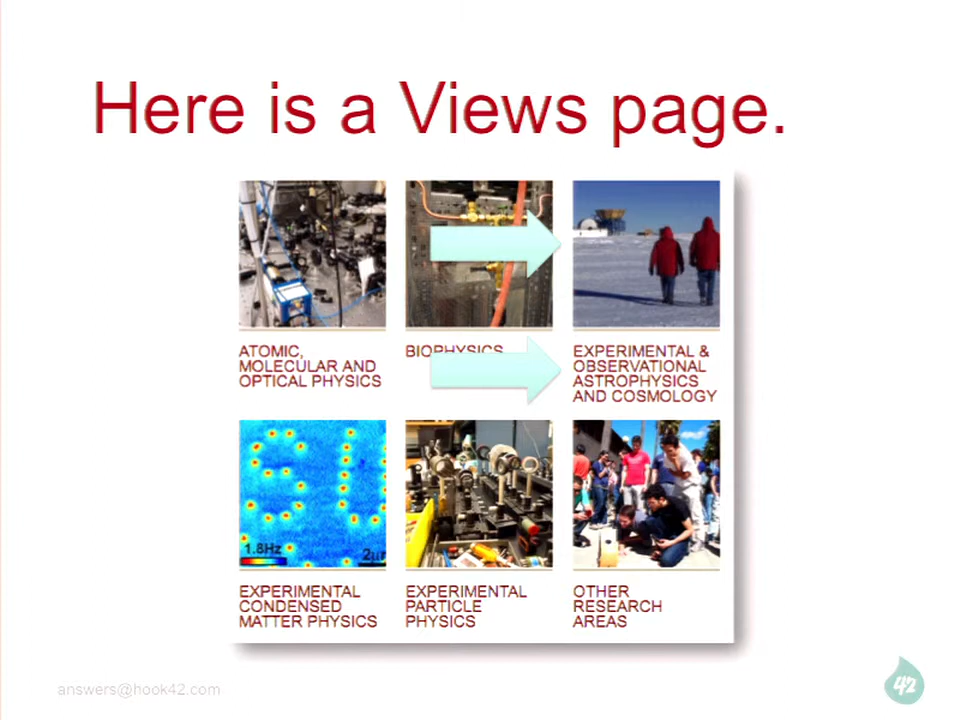 Here is a Views page.
ATOMIC,
MOLECULAR AND
OPTICAL PHYSICS
BIOPHYSICS
EXPERIMENTAL &
OBSERVATIONAL
ASTROPHYSICS
AND COSMOLOGY
1.8Hz
EXPERIMENTAL
CONDENSED
MATTER PHYSICS
EXPERIMENTAL
PARTICLE
PHYSICS
OTHER
RESEARCH
AREAS
answers@hook42.com
42